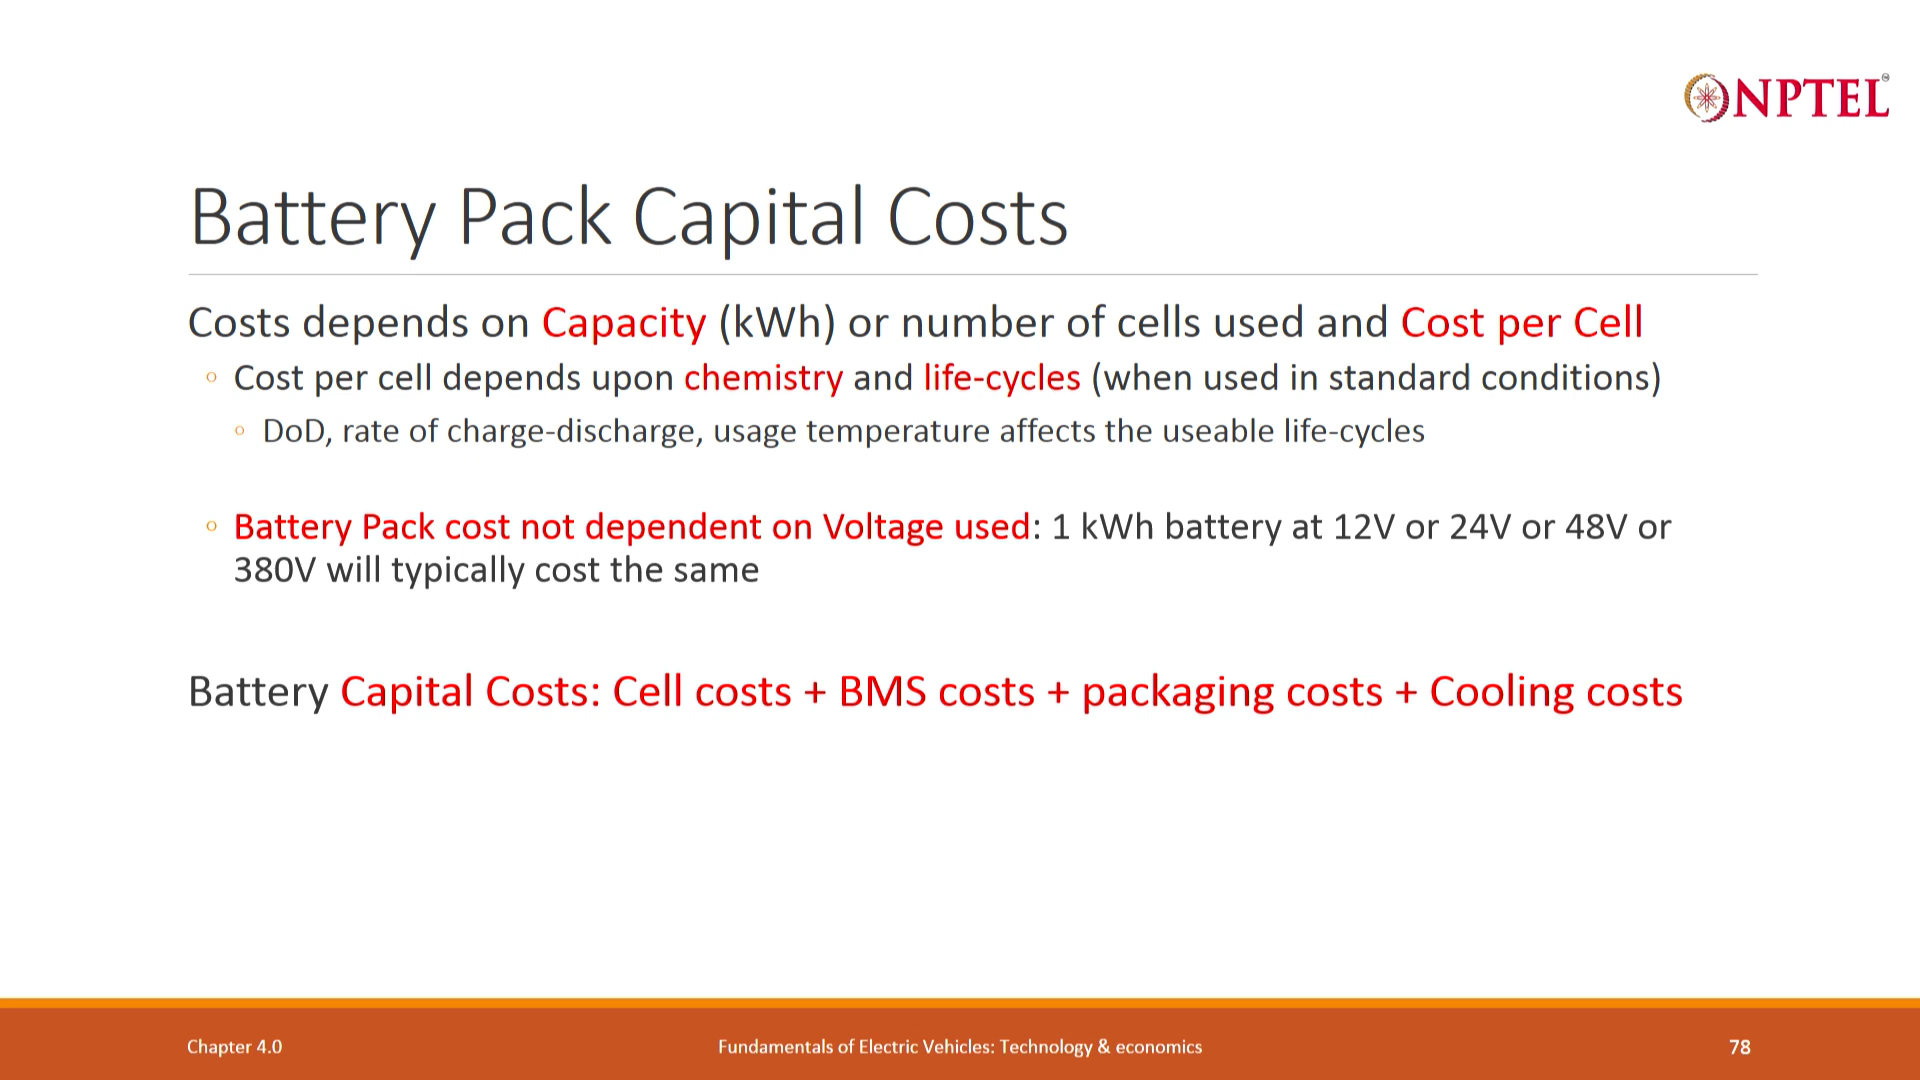 NPTEL
Battery Pack Capital Costs
Costs depends on Capacity (kWh) or number of cells used and Cost per Cell
◦ Cost per cell depends upon chemistry and life-cycles (when used in standard conditions)
◦ DoD, rate of charge-discharge, usage temperature affects the useable life-cycles
◦ Battery Pack cost not dependent on Voltage used: 1 kWh battery at 12V or 24V or 48V or
380V will typically cost the same
Battery Capital Costs: Cell costs + BMS costs + packaging costs + Cooling costs
Chapter 4.0
Fundamentals of Electric Vehicles: Technology & economics
78